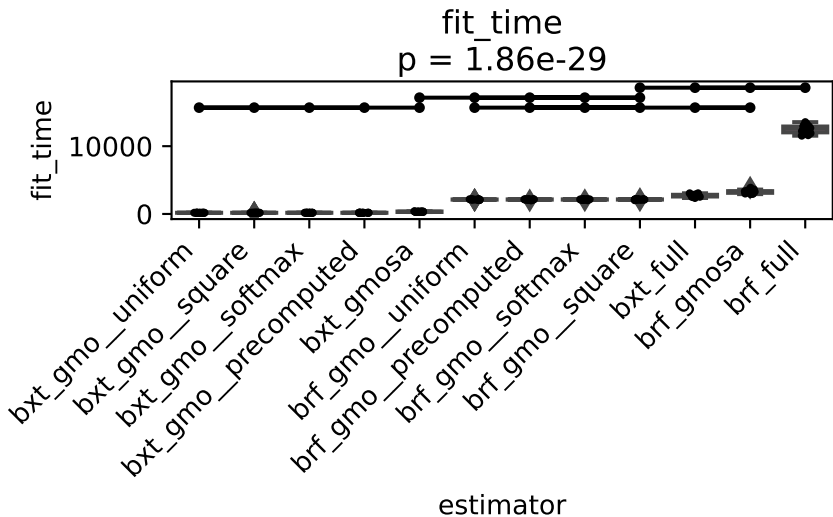 fit_time
p = 1.86e-29
fit_time
10000
0
bxt_gmo__uniform
bxt_gmo__square
bxt_gmo__softmax
bxt_gmo__precomputed
bxt_gmosa
brf_gmo__uniform
brf_gmo__precomputed
brf_gmo__softmax
brf_gmo__square
bxt_full
brf_gmosa
brf_full
estimator